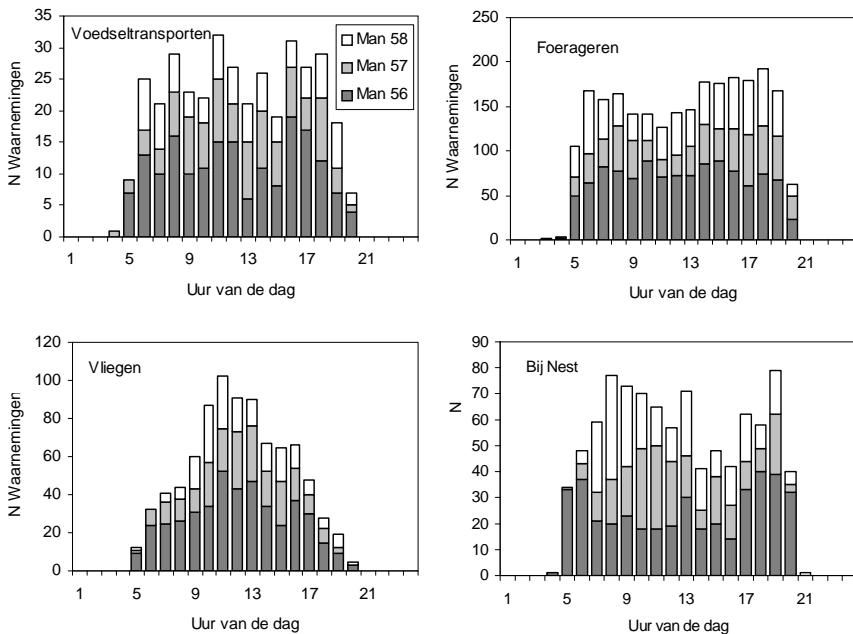 Voedseltransporten
Man 58
Man 57
Man 56
N Waarnemingen
35
30
25
20
15
10
5
0
1 5 9 13 17 21
Uur van de dag
Foerageren
N Waarnemingen
250
200
150
100
50
0
1 5 9 13 17 21
Uur van de dag
Vliegen
N Waarnemingen
120
100
80
60
40
20
0
1 5 9 13 17 21
Uur van de dag
Bij Nest
N
90
80
70
60
50
40
30
20
10
0
1 5 9 13 17 21
Uur van de dag